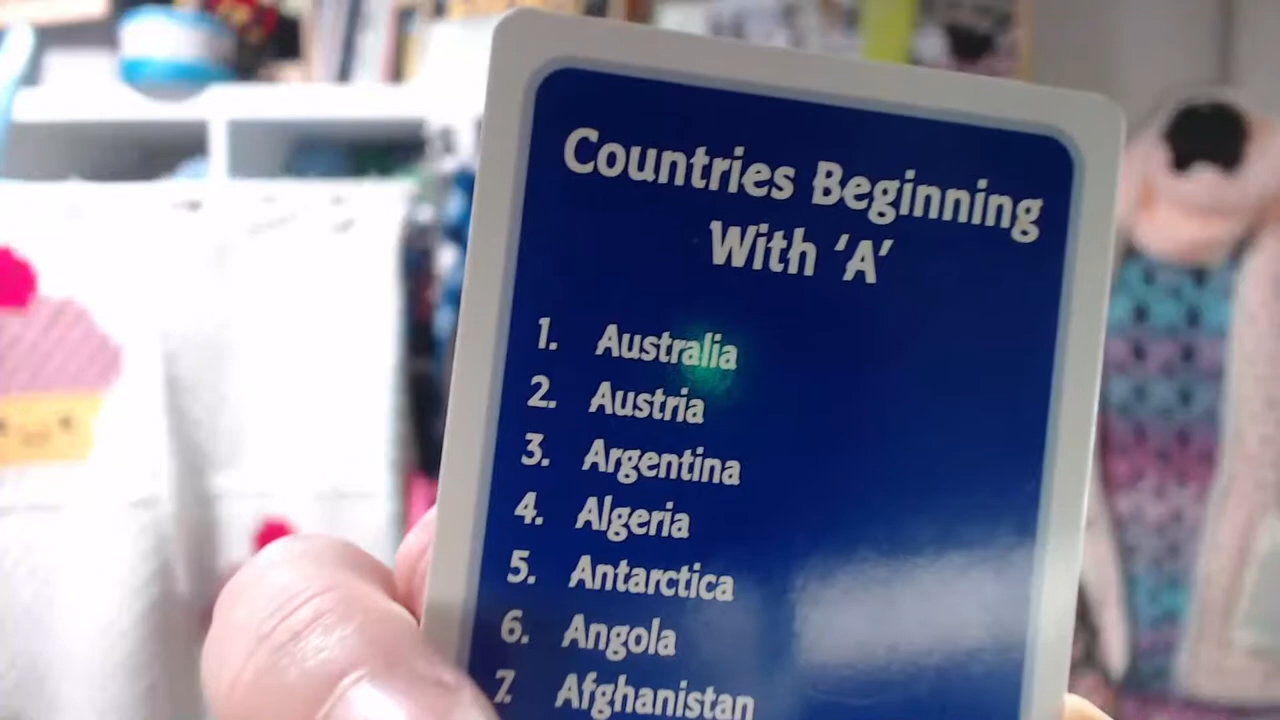 Countries Beginning
With ‘A’
1. Australia
2. Austria
3. Argentina
4. Algeria
5. Antarctica
6. Angola
7. Afghanistan